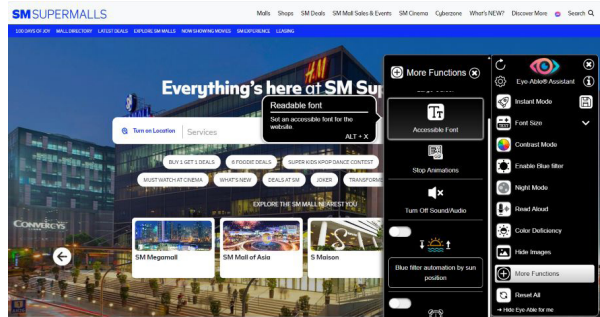 SM SUPERMALLS
Malls Shops SM Deals SM Mall Sales & Events SM Cinema Cyberzone What's NEW? Discover More Search
100 DAYS OF JOY MALL DIRECTORY LATEST DEALS EXPLORE SM MALLS NOW SHOWING MOVIES SM EXPERIENCE LEASING
H.M
Everything's here at SM Sup
Turn on Location Services
BUY 1 GET 1 DEALS 6 FOODIE DEALS SUPER KIDS KPOP DANCE CONTEST
MUST WATCH AT CINEMA WHAT'S NEW DEALS AT SM JOKER TRANSFORME
EXPLORE THE SM MALL NEAREST YOU
CONVERGYS
SM Megamall SM Mall of Asia S Maison
Readable font
Set an accessible font for the
website.
ALT + X
More Functions
Large Cursor
Accessible Font
Stop Animations
Turn Off Sound/Audio
Blue filter automation by sun
position
Eye-Able® Assistant
Instant Mode
Font Size
Contrast Mode
Enable Blue filter
Night Mode
Read Aloud
Color Deficiency
Hide Images
More Functions
Reset All
Hide Eye-Able for me